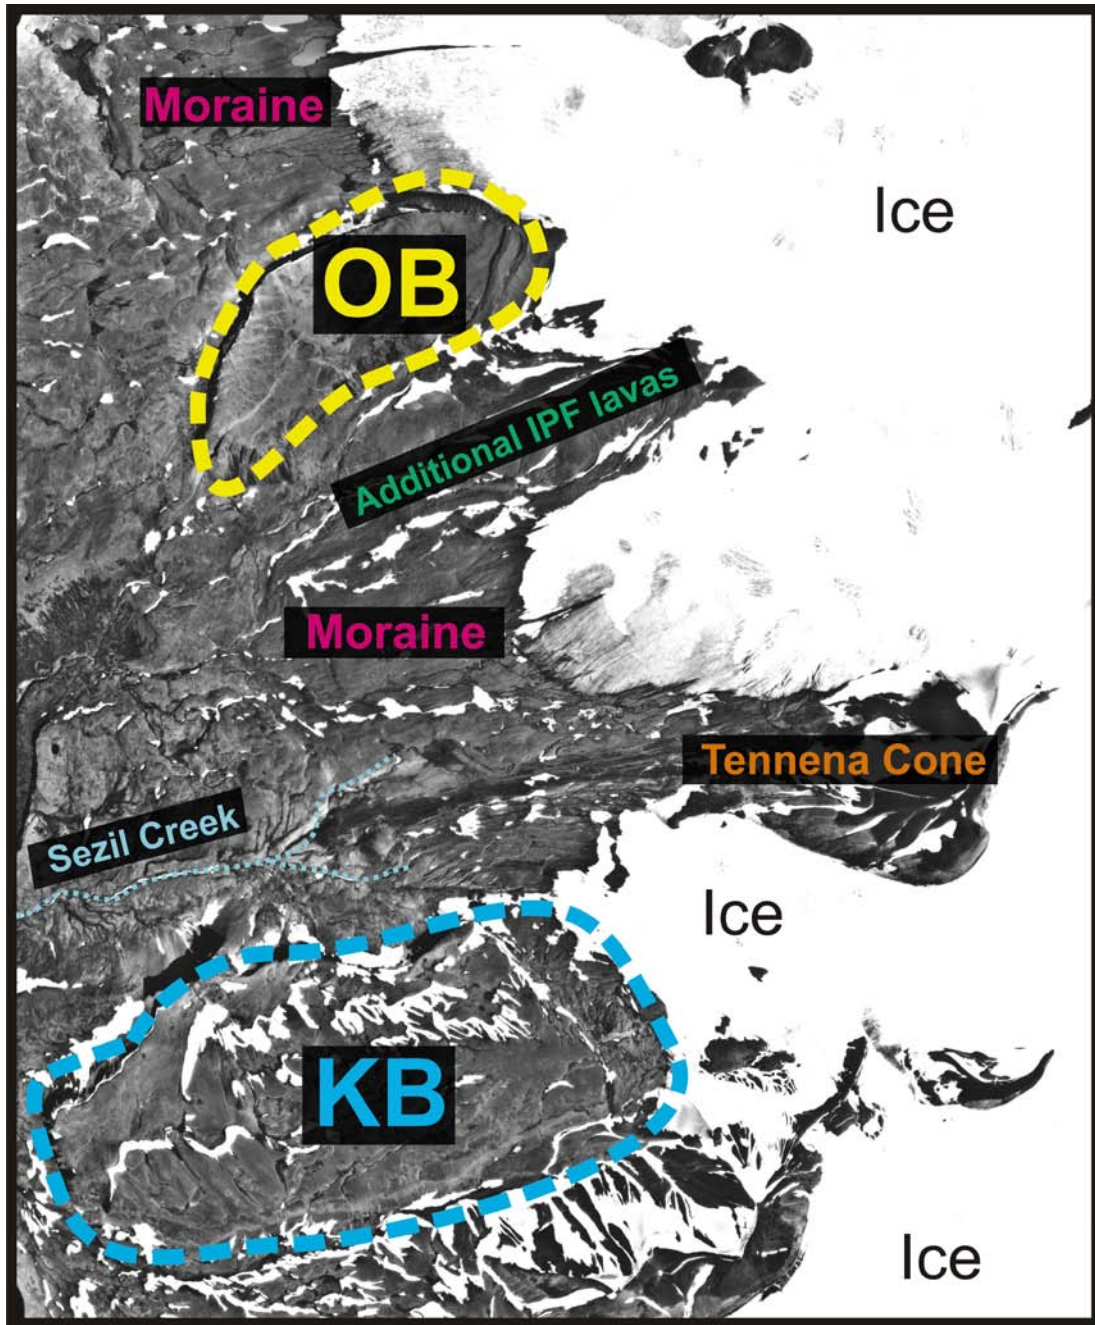 Moraine
Ice
OB
Additional IPF lavas
Moraine
Tennena Cone
Sezil Creek
Ice
KB
Ice